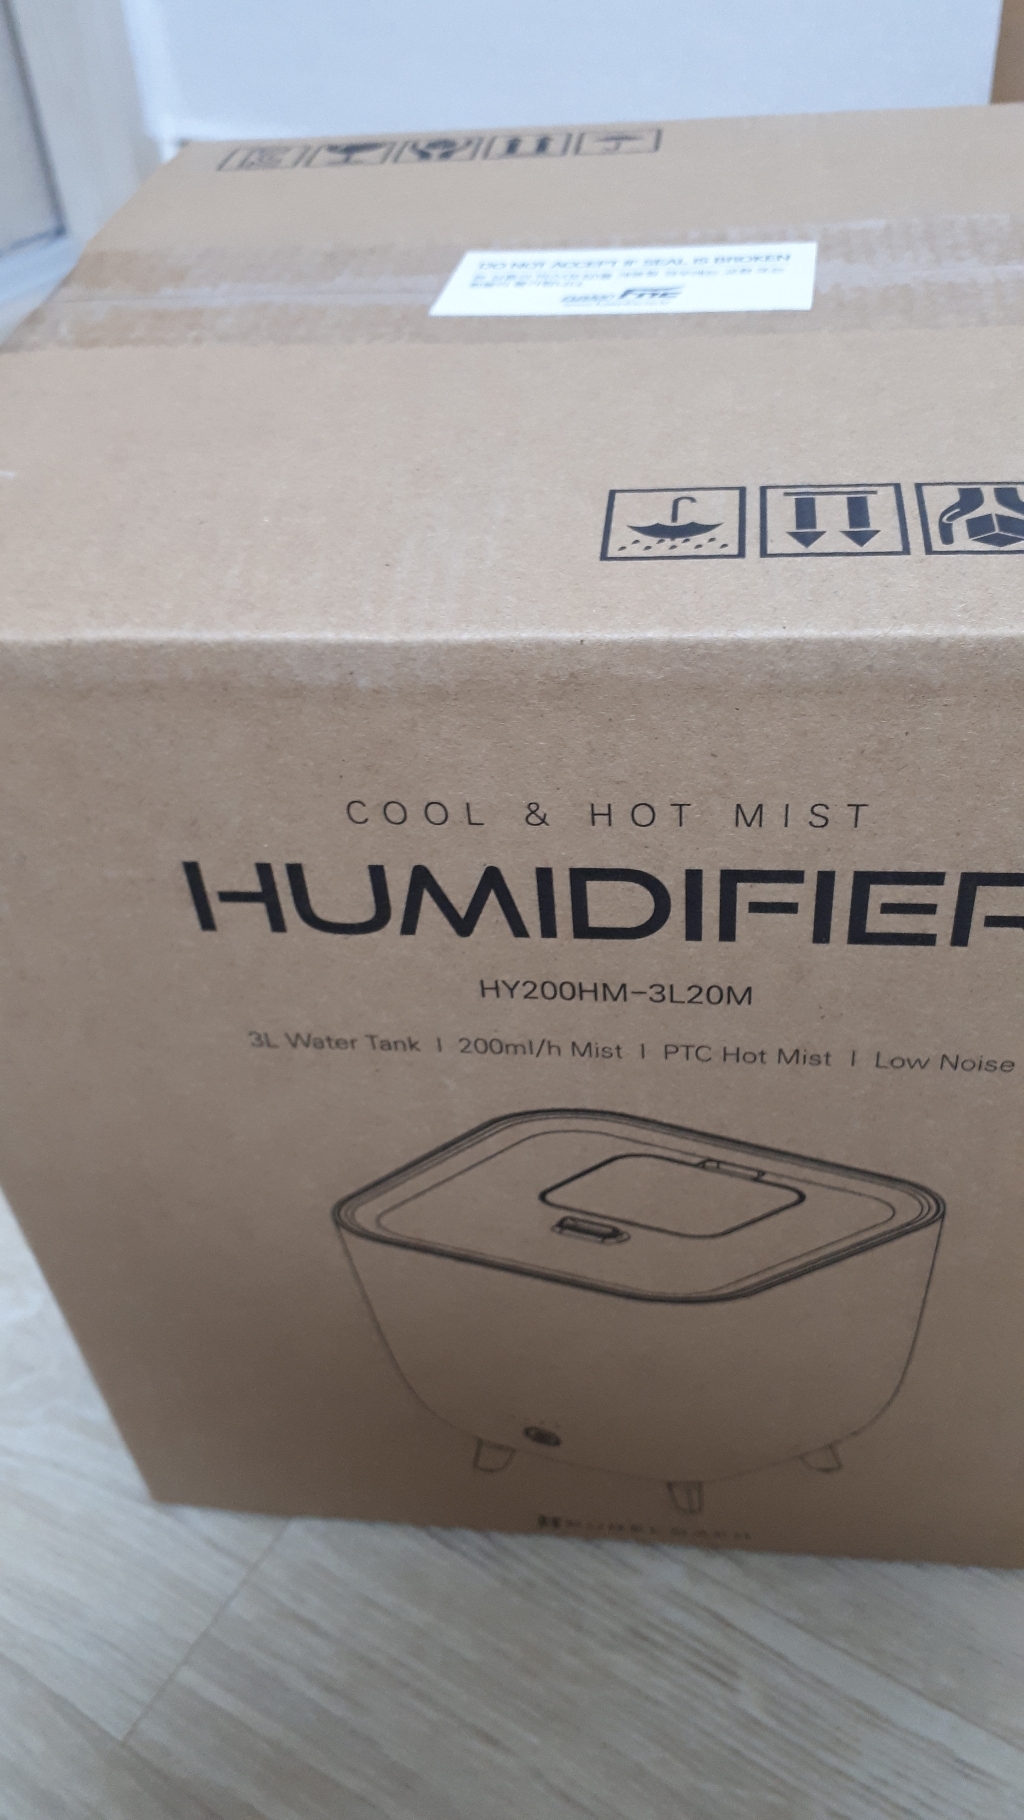 DO NOT ACCEPT IF SEAL IS BROKEN
COOL & HOT MIST
HUMIDIFIER
HY200HM-3L20M
3L Water Tank | 200ml/h Mist | PTC Hot Mist | Low Noise